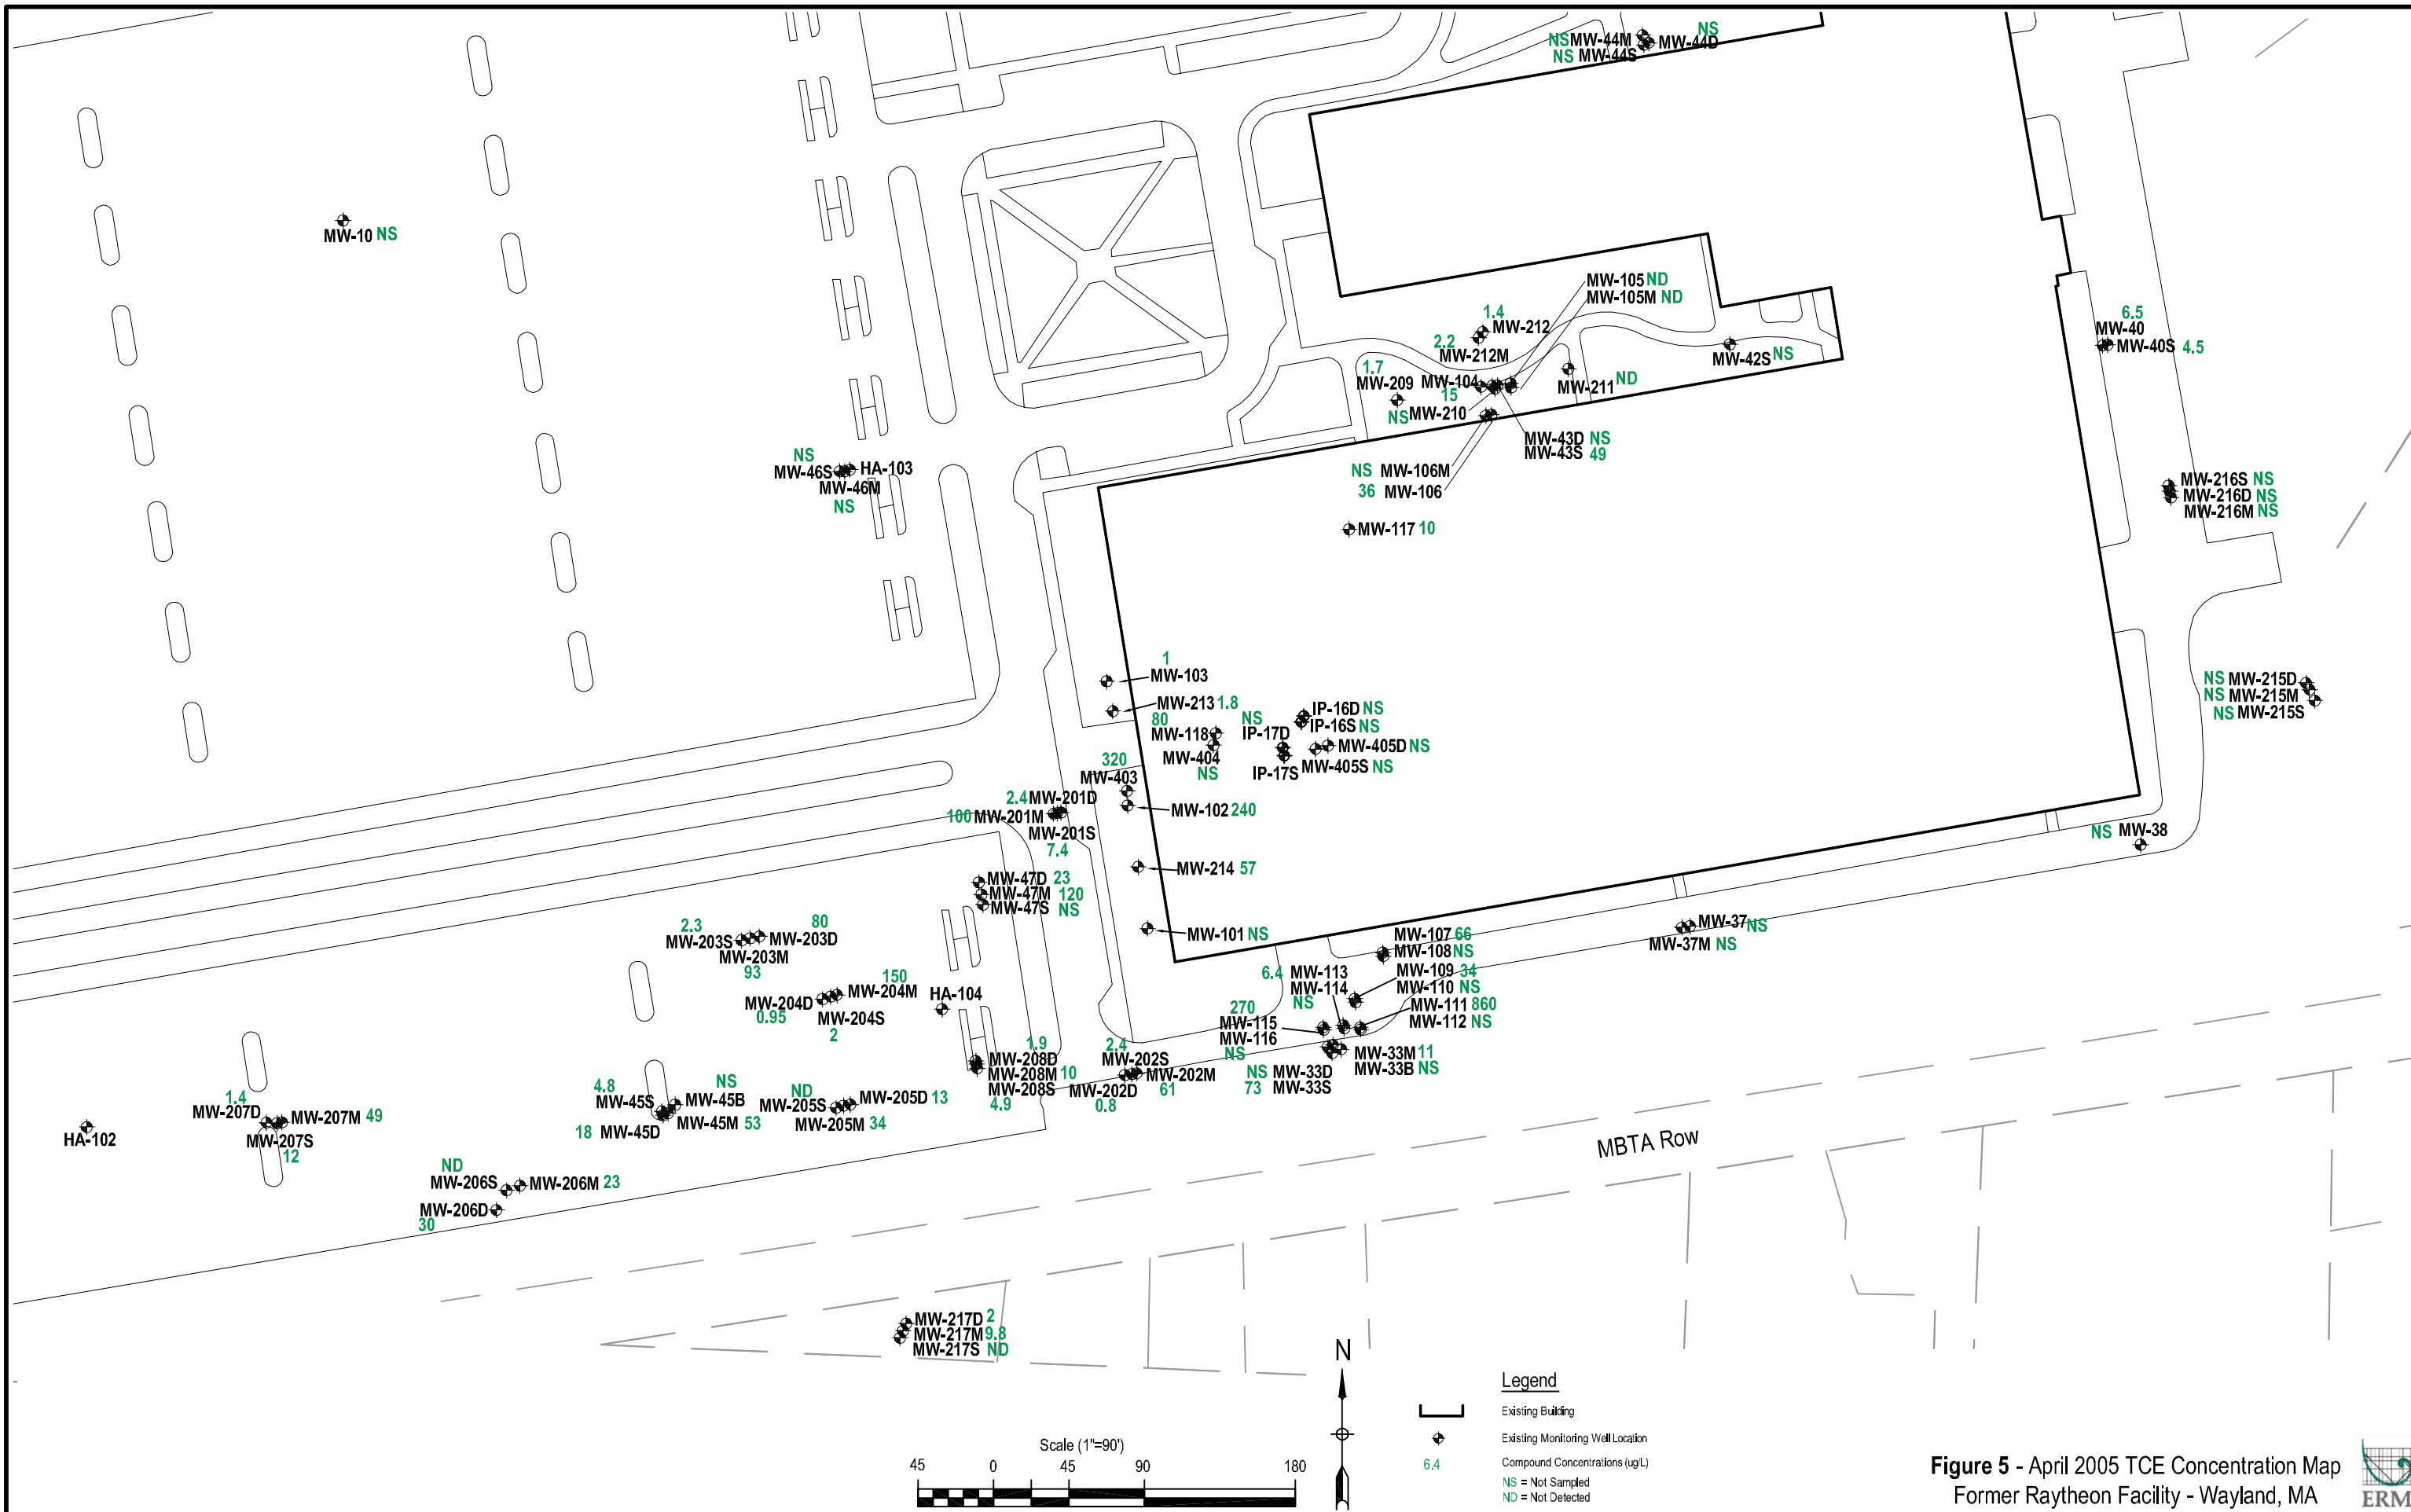 NS MW-44M
NS
MW-44D
NS MW-44S
MW-10 NS
MW-105 ND
MW-105M ND
1.4
MW-212
2.2
MW-212M
6.5
MW-40
MW-40S 4.5
MW-42S NS
1.7
MW-209
MW-104
15
MW-211 ND
NS MW-210
MW-43D NS
MW-43S 49
NS
MW-46S
HA-103
MW-46M
NS
NS MW-106M
36 MW-106
MW-216S NS
MW-216D NS
MW-216M NS
MW-117 10
1
MW-103
MW-213 1.8
80
MW-118
NS
IP-17D
IP-16D NS
IP-16S NS
MW-404
NS
MW-405D NS
IP-17S
MW-405S NS
NS MW-215D
NS MW-215M
NS MW-215S
320
MW-403
MW-102 240
2.4 MW-201D
100 MW-201M
MW-201S
7.4
NS MW-38
MW-214 57
MW-47D 23
MW-47M 120
MW-47S NS
MW-101 NS
MW-37 NS
MW-37M NS
2.3
MW-203S
80
MW-203D
MW-203M
93
MW-107 66
MW-108 NS
6.4 MW-113
MW-114
NS
MW-109 34
MW-110 NS
MW-111 860
MW-112 NS
150
MW-204M
MW-204D
0.95
MW-204S
2
HA-104
270
MW-115
MW-116
NS
1.9
MW-208D
MW-208M 10
MW-208S
4.9
2.4
MW-202S
MW-202M
61
MW-202D
0.8
MW-33M 11
MW-33B NS
NS MW-33D
73 MW-33S
4.8
MW-45S
NS
MW-45B
MW-45M 53
18 MW-45D
ND
MW-205S
MW-205D 13
MW-205M 34
1.4
MW-207D
MW-207M 49
MW-207S
12
HA-102
ND
MW-206S
MW-206M 23
MW-206D
30
MBTA Row
MW-217D 2
MW-217M 9.8
MW-217S ND
N
Legend
Existing Building
Existing Monitoring Well Location
6.4 Compound Concentrations (ug/L)
NS = Not Sampled
ND = Not Detected
Scale (1"=90')
45 0 45 90 180
Figure 5 - April 2005 TCE Concentration Map
Former Raytheon Facility - Wayland, MA
ERM